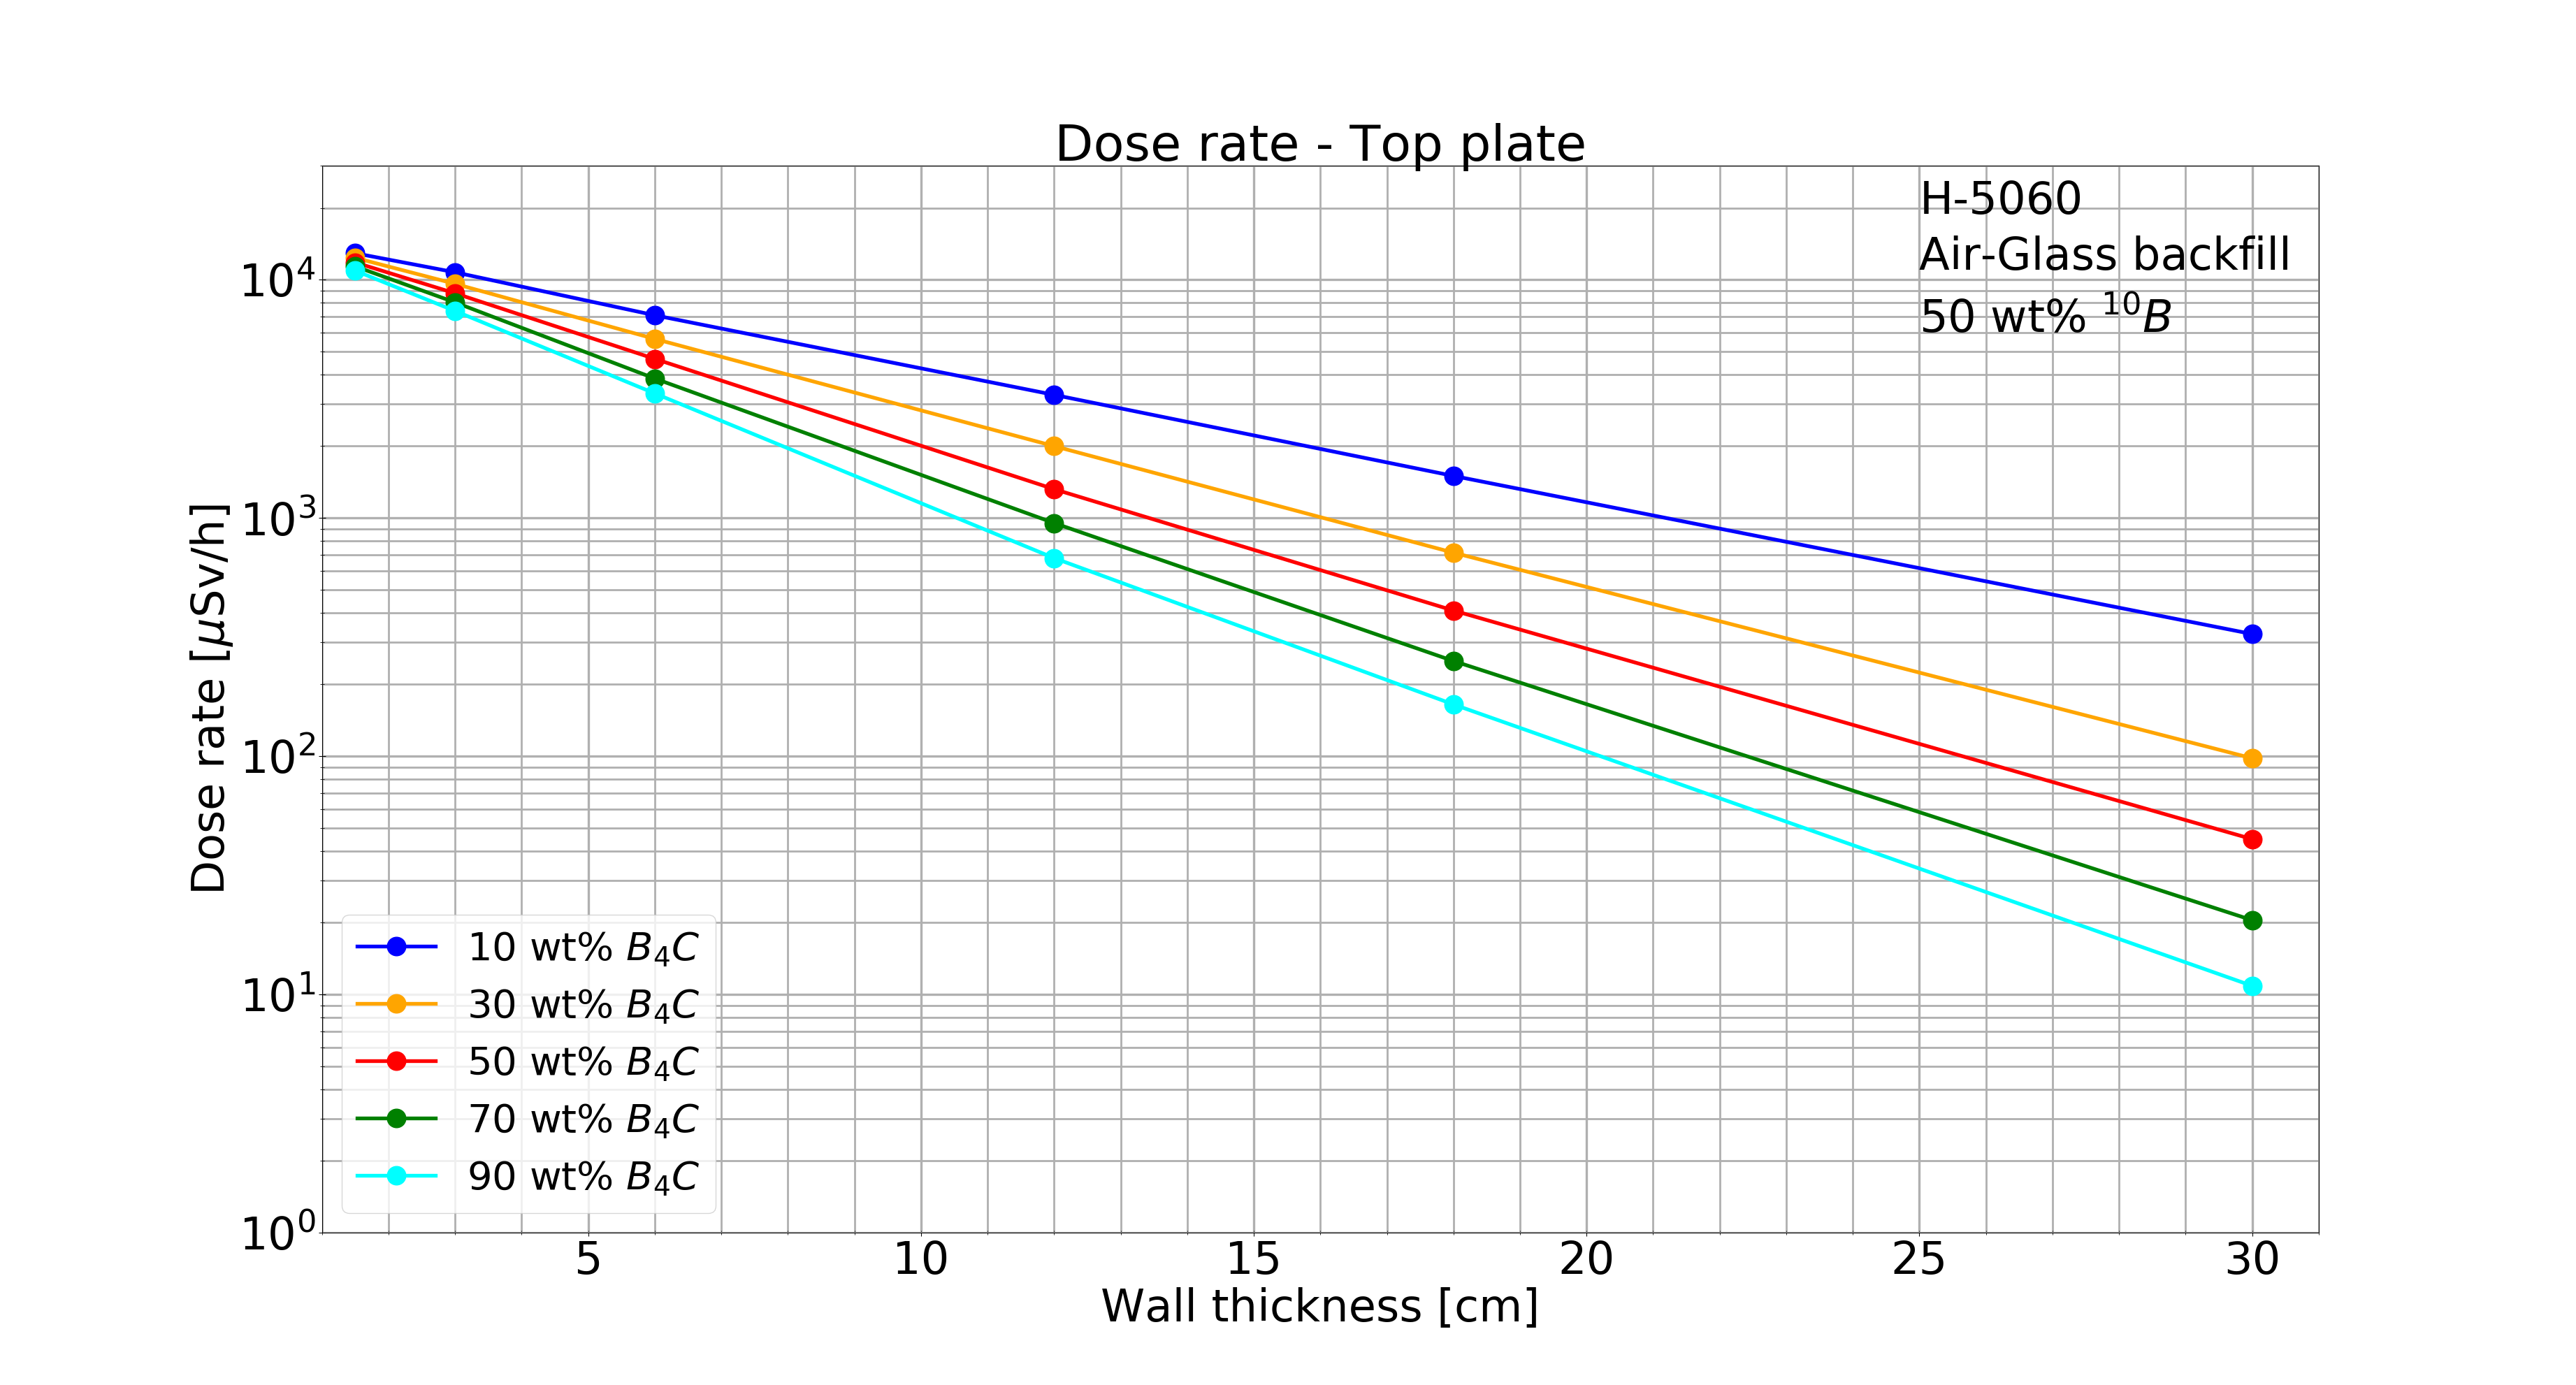 Dose rate - Top plate
H-5060
Air-Glass backfill
50 wt% ¹⁰B
Dose rate [μSv/h]
10⁴
10³
10²
10¹
10⁰
10 wt% B₄C
30 wt% B₄C
50 wt% B₄C
70 wt% B₄C
90 wt% B₄C
5 10 15 20 25 30
Wall thickness [cm]